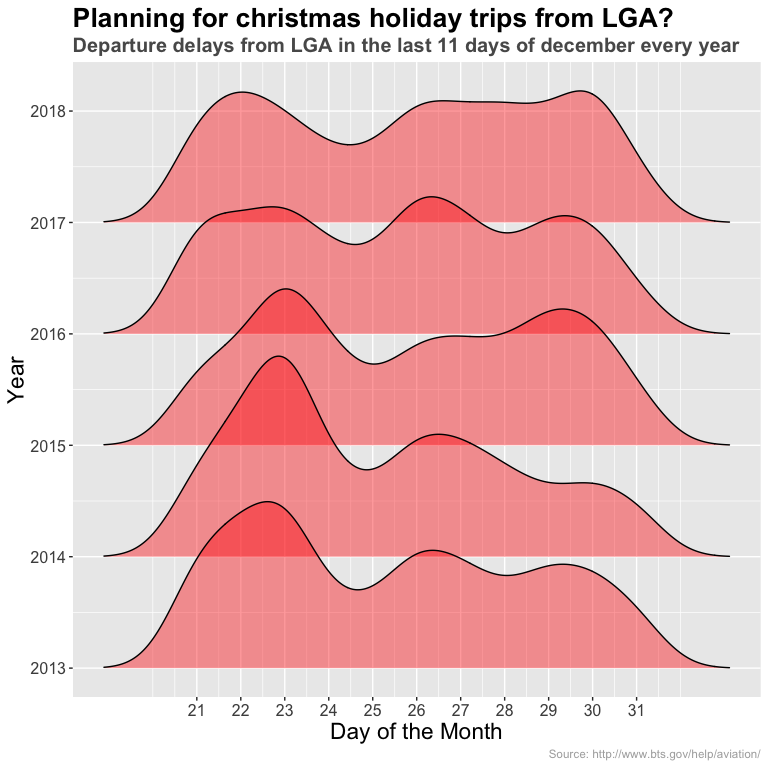 Planning for christmas holiday trips from LGA?
Departure delays from LGA in the last 11 days of december every year
Year
2018
2017
2016
2015
2014
2013
21 22 23 24 25 26 27 28 29 30 31
Day of the Month
Source: http://www.bts.gov/help/aviation/